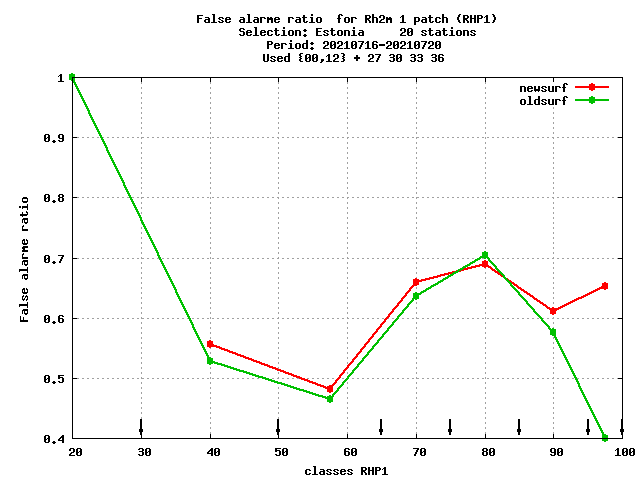 False alarme ratio  for Rh2m 1 patch (RHP1)
Selection: Estonia     20 stations
Period: 20210716-20210720
Used {00,12} + 27 30 33 36
newsurf
oldsurf
1
0.9
0.8
0.7
0.6
0.5
0.4
False alarme ratio
20 30 40 50 60 70 80 90 100
classes RHP1